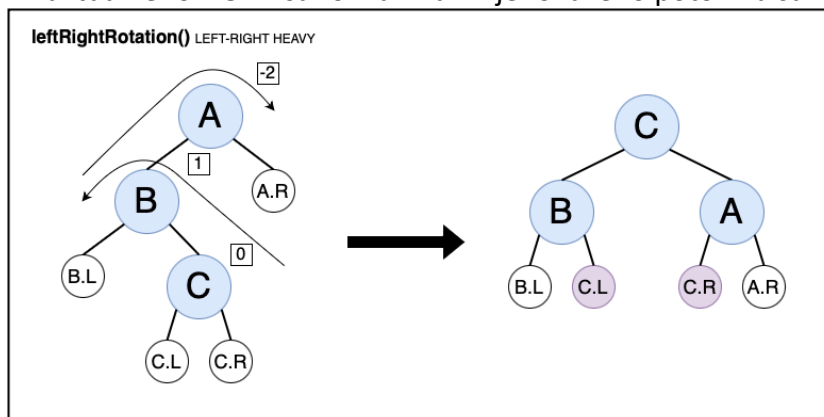 leftRightRotation() LEFT-RIGHT HEAVY
-2
A
1
B
A.R
0
B.L
C
C.L C.R
C
B A
B.L C.L C.R A.R